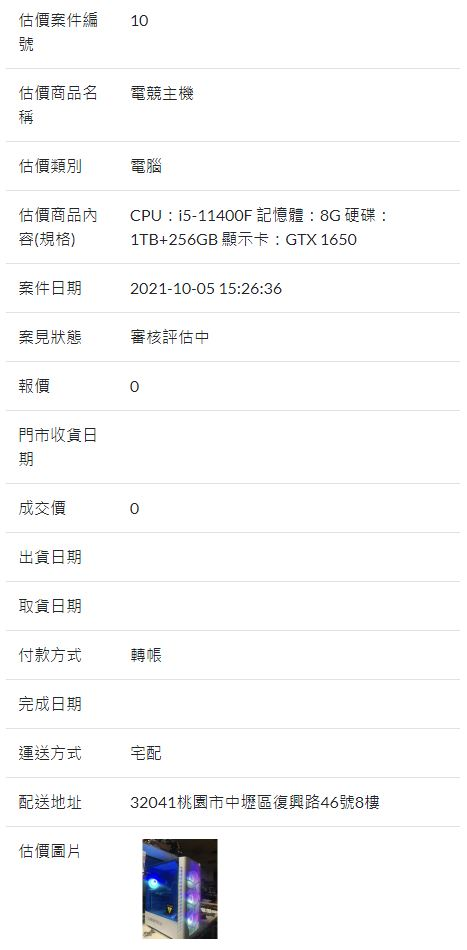 估價案件編 10
號
估價商品名 電競主機
稱
估價類別 電腦
估價商品內 CPU：i5-11400F 記憶體：8G 硬碟：
容(規格) 1TB+256GB 顯示卡：GTX 1650
案件日期 2021-10-05 15:26:36
案見狀態 審核評估中
報價 0
門市收貨日
期
成交價 0
出貨日期
取貨日期
付款方式 轉帳
完成日期
運送方式 宅配
配送地址 32041桃園市中壢區復興路46號8樓
估價圖片